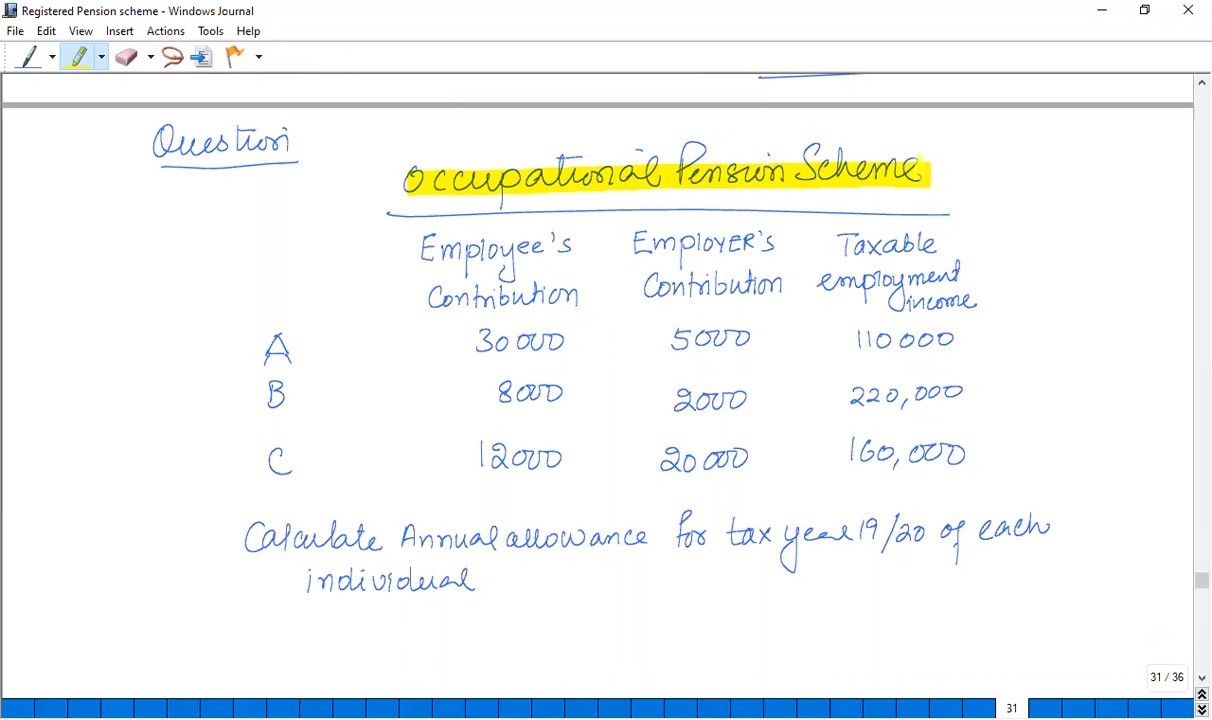 Registered Pension scheme - Windows Journal
File Edit View Insert Actions Tools Help
Question
Occupational Pension Scheme
Employee's Contribution EMPloYER's Contribution Taxable employment income
A 30000 5000 110000
B 8000 2000 220,000
C 12000 20000 160,000
Calculate Annual allowance for tax year 19/20 of each
individual
31 / 36
31